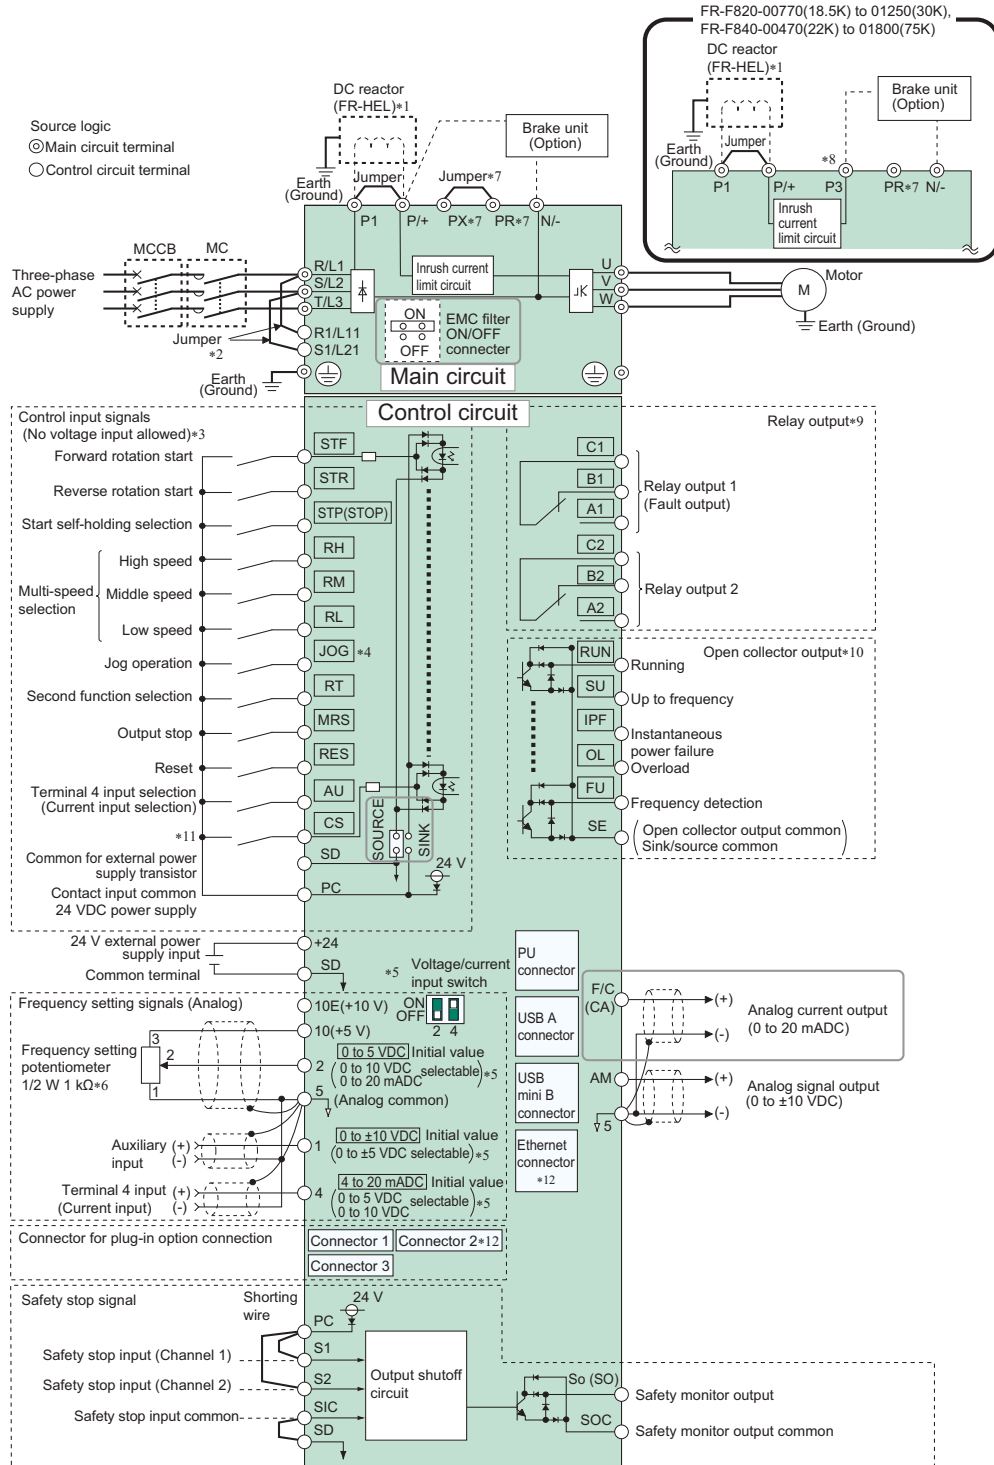 FR-F820-00770(18.5K) to 01250(30K),
FR-F840-00470(22K) to 01800(75K)
DC reactor
(FR-HEL)*1
Brake unit
(Option)
Earth
(Ground)
Jumper
*8
P1
P/+
P3
PR*7
N/-
Inrush
current
limit circuit
Source logic
Main circuit terminal
Control circuit terminal
DC reactor
(FR-HEL)*1
Brake unit
(Option)
Earth
(Ground)
Jumper
Jumper*7
P1
P/+
PX*7
PR*7
N/-
MCCB
MC
Three-phase
AC power
supply
R/L1
S/L2
T/L3
R1/L11
S1/L21
Jumper
*2
Earth
(Ground)
Inrush current
limit circuit
ON
OFF
EMC filter
ON/OFF
connecter
U
V
W
Motor
M
Earth (Ground)
Main circuit
Control circuit
Control input signals
(No voltage input allowed)*3
Forward rotation start
STF
Reverse rotation start
STR
Start self-holding selection
STP(STOP)
Multi-speed
selection
High speed
RH
Middle speed
RM
Low speed
RL
Jog operation
JOG *4
Second function selection
RT
Output stop
MRS
Reset
RES
Terminal 4 input selection
(Current input selection)
AU
*11
CS
SOURCE
SINK
Common for external power
supply transistor
SD
24 V
Contact input common
24 VDC power supply
PC
Relay output*9
C1
B1
A1
Relay output 1
(Fault output)
C2
B2
A2
Relay output 2
Open collector output*10
RUN
Running
SU
Up to frequency
IPF
Instantaneous
power failure
OL
Overload
FU
Frequency detection
SE
Open collector output common
Sink/source common
24 V external power
supply input
+24
Common terminal
SD
*5
Voltage/current
input switch
ON
OFF
2 4
Frequency setting signals (Analog)
10E(+10 V)
10(+5 V)
Frequency setting
potentiometer
1/2 W 1 kΩ*6
3
2
1
2
0 to 5 VDC Initial value
(0 to 10 VDC
0 to 20 mADC selectable)*5
5
(Analog common)
Auxiliary
input
(+)
(-)
1
0 to ±10 VDC Initial value
(0 to ±5 VDC selectable)*5
Terminal 4 input
(Current input)
(+)
(-)
4
4 to 20 mADC Initial value
(0 to 5 VDC
0 to 10 VDC selectable)*5
PU
connector
USB A
connector
USB
mini B
connector
Ethernet
connector
*12
F/C
(CA)
(+)
(-)
Analog current output
(0 to 20 mADC)
AM
5
(+)
(-)
Analog signal output
(0 to ±10 VDC)
Connector for plug-in option connection
Connector 1
Connector 2*12
Connector 3
Safety stop signal
Shorting
wire
24 V
PC
Safety stop input (Channel 1)
S1
Safety stop input (Channel 2)
S2
Safety stop input common
SIC
SD
Output shutoff
circuit
So (SO)
Safety monitor output
SOC
Safety monitor output common